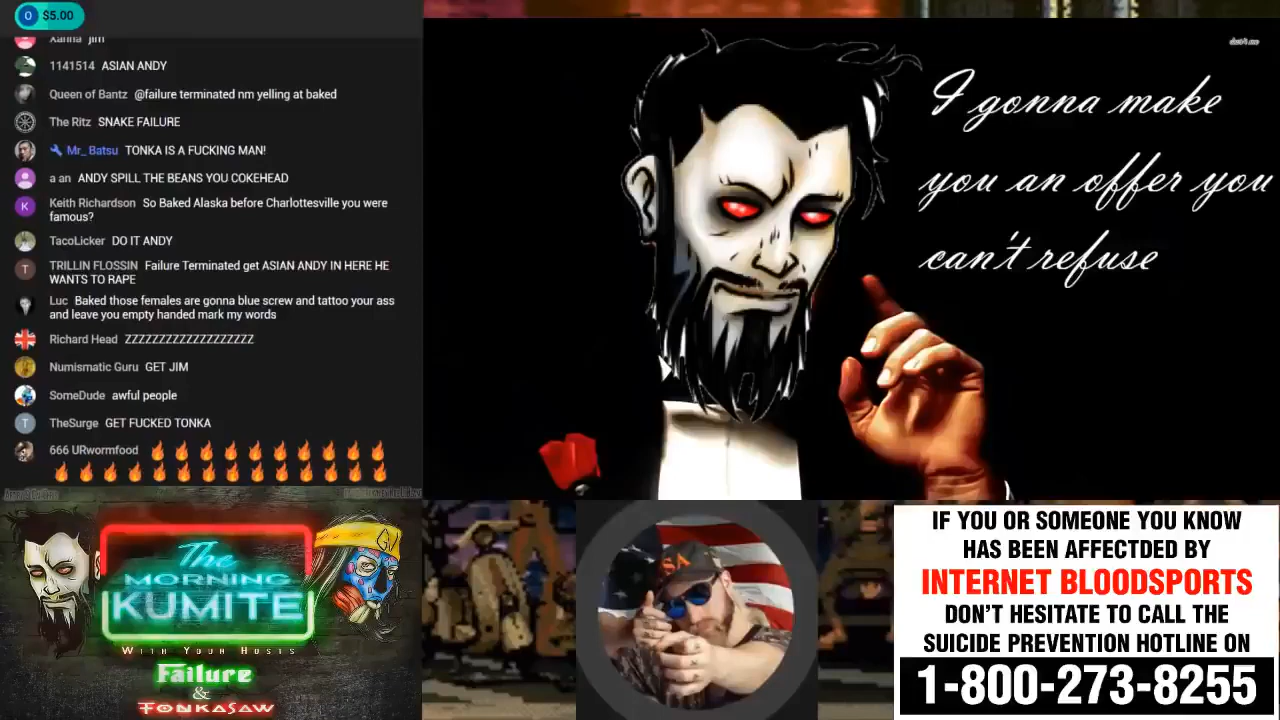 $5.00
Xanna jim
1141514 ASIAN ANDY
Queen of Bantz @failure terminated nm yelling at baked
The Ritz SNAKE FAILURE
Mr_Batsu TONKA IS A FUCKING MAN!
a an ANDY SPILL THE BEANS YOU COKEHEAD
K Keith Richardson So Baked Alaska before Charlottesville you were
famous?
TacoLicker DO IT ANDY
T TRILLIN FLOSSIN Failure Terminated get ASIAN ANDY IN HERE HE
WANTS TO RAPE
Luc Baked those females are gonna blue screw and tattoo your ass
and leave you empty handed mark my words
Richard Head ZZZZZZZZZZZZZZZZZZZ
Numismatic Guru GET JIM
SomeDude awful people
T TheSurge GET FUCKED TONKA
666 URwormfood
I gonna make
you an offer you
can't refuse
The
MORNING
KUMITE
WITH YOUR HOSTS
Failure
&
TONKASAW
SA
IF YOU OR SOMEONE YOU KNOW
HAS BEEN AFFECTDED BY
INTERNET BLOODSPORTS
DON'T HESITATE TO CALL THE
SUICIDE PREVENTION HOTLINE ON
1-800-273-8255